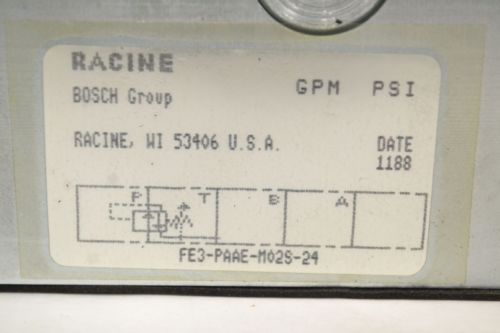 RACINE
BOSCH Group GPM PSI
RACINE, WI 53406 U.S.A. DATE
1188
P T B A
FE3-PAAE-M02S-24